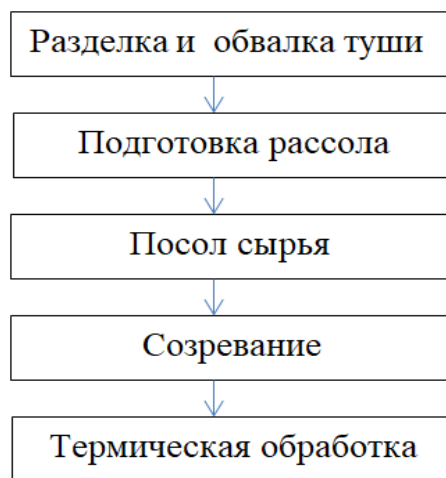 Разделка и обвалка туши
Подготовка рассола
Посол сырья
Созревание
Термическая обработка